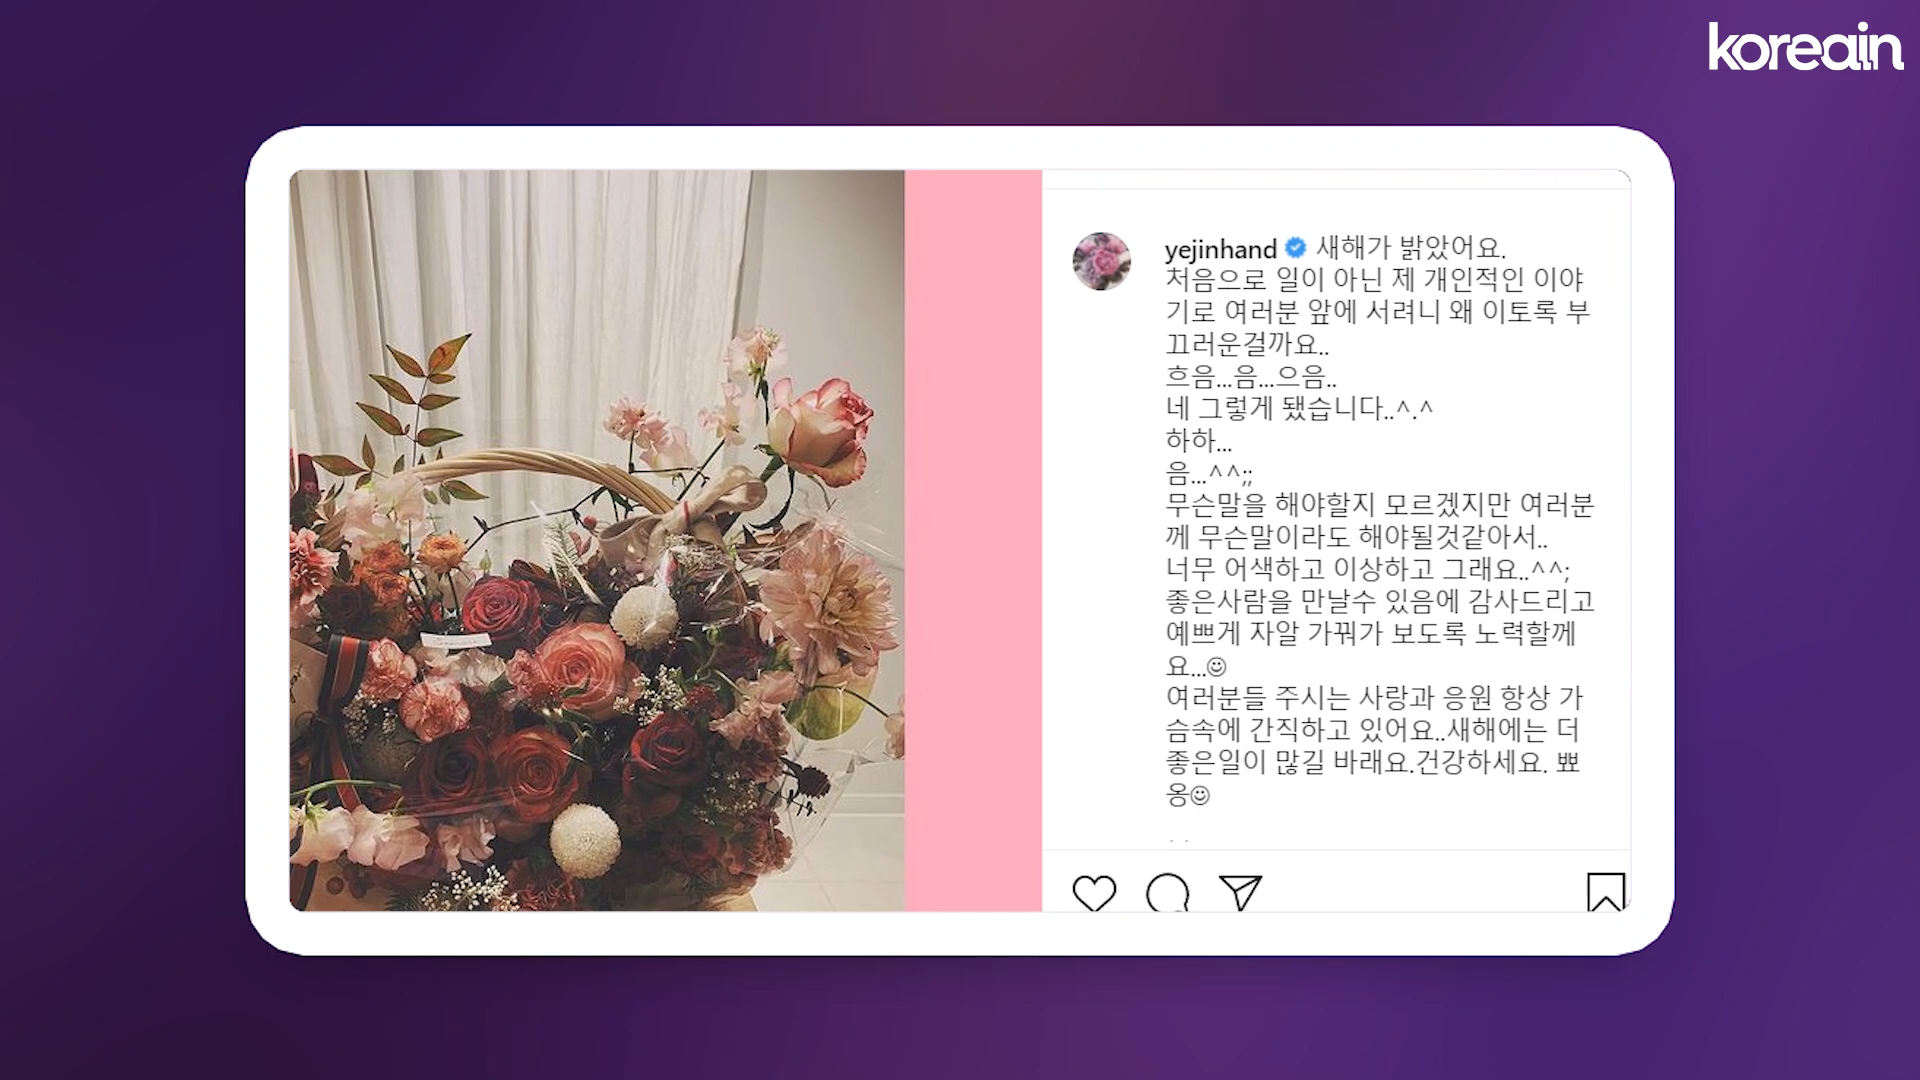 koreain
yejinhand 새해가 밝았어요.
처음으로 일이 아닌 제 개인적인 이야
기로 여러분 앞에 서려니 왜 이토록 부
끄러운걸까요..
흐음...음...으음..
네 그렇게 됐습니다..^.^
하하...
음...^^;;
무슨말을 해야할지 모르겠지만 여러분
께 무슨말이라도 해야될것같아서..
너무 어색하고 이상하고 그래요..^^;
좋은사람을 만날수 있음에 감사드리고
예쁘게 자알 가꿔가 보도록 노력할께
요...☺
여러분들 주시는 사랑과 응원 항상 가
슴속에 간직하고 있어요..새해에는 더
좋은일이 많길 바래요.건강하세요. 뾰
옹☺